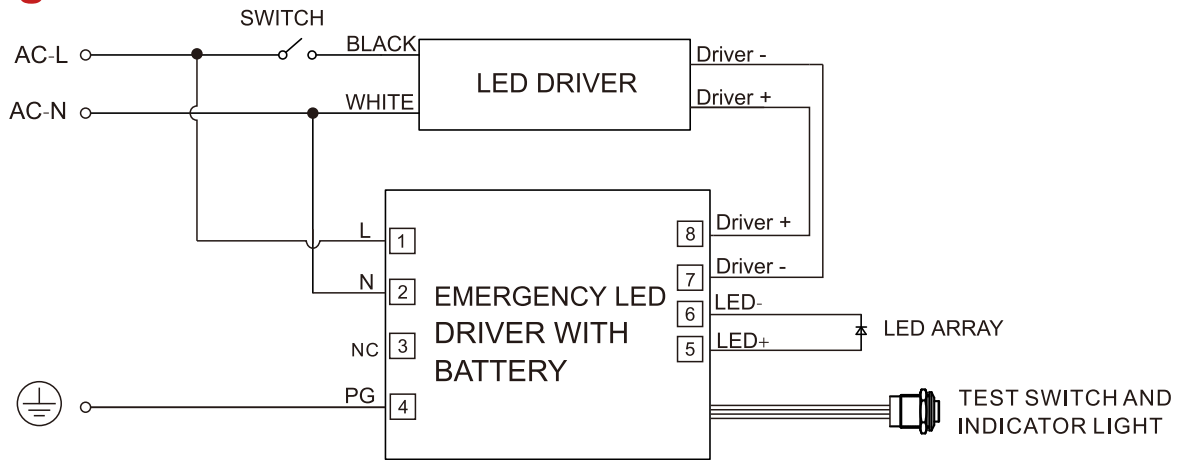 SWITCH
AC-L
BLACK
LED DRIVER
Driver -
AC-N
WHITE
Driver +
L
1
8
Driver +
N
2
7
Driver -
EMERGENCY LED
DRIVER WITH
BATTERY
6
LED-
LED ARRAY
NC
3
5
LED+
PG
4
TEST SWITCH AND
INDICATOR LIGHT